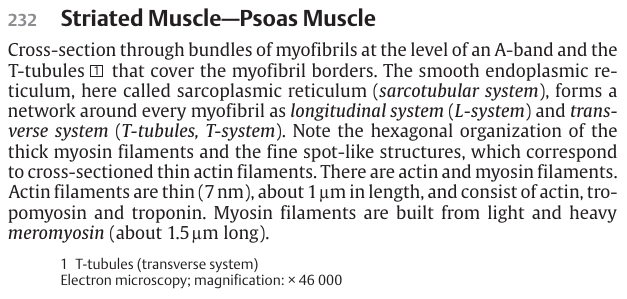 232 Striated Muscle—Psoas Muscle
Cross-section through bundles of myofibrils at the level of an A-band and the
T-tubules 1 that cover the myofibril borders. The smooth endoplasmic re-
ticulum, here called sarcoplasmic reticulum (sarcotubular system), forms a
network around every myofibril as longitudinal system (L-system) and trans-
verse system (T-tubules, T-system). Note the hexagonal organization of the
thick myosin filaments and the fine spot-like structures, which correspond
to cross-sectioned thin actin filaments. There are actin and myosin filaments.
Actin filaments are thin (7 nm), about 1 µm in length, and consist of actin, tro-
pomyosin and troponin. Myosin filaments are built from light and heavy
meromyosin (about 1.5 µm long).
1 T-tubules (transverse system)
Electron microscopy; magnification: × 46 000